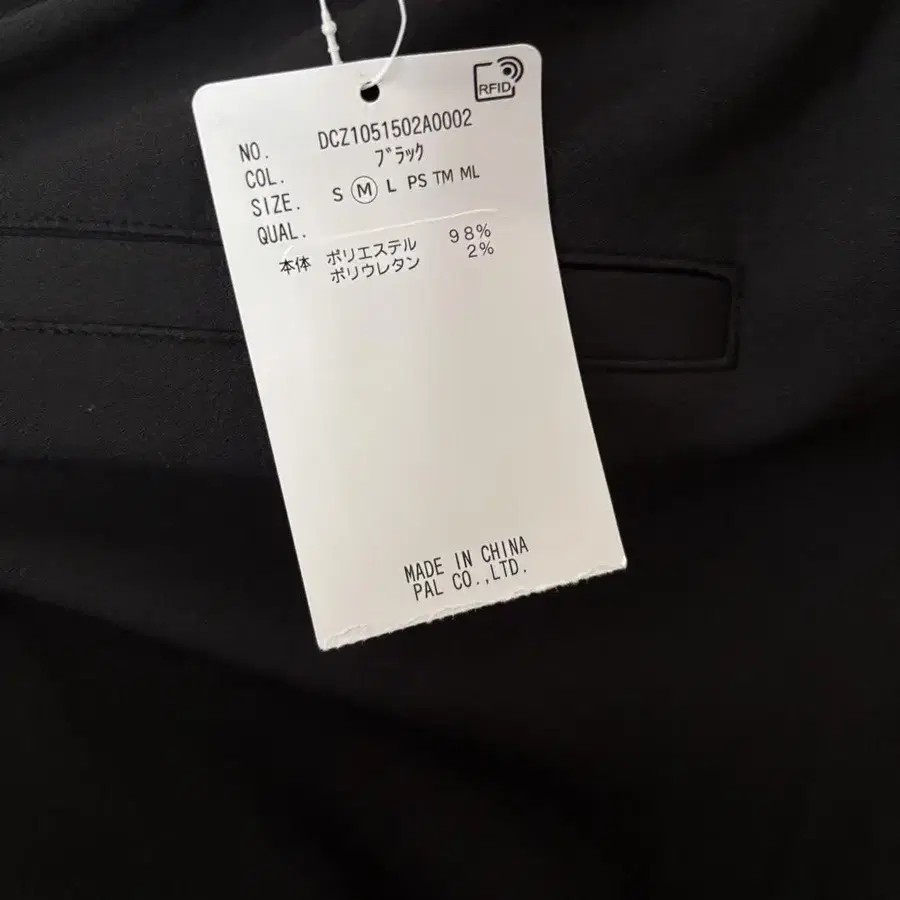 RFID
NO. DCZ1051502A0002
COL. ブラック
SIZE. S M L PS TM ML
QUAL.
本体 ポリエステル 98%
ポリウレタン 2%
MADE IN CHINA
PAL CO.,LTD.